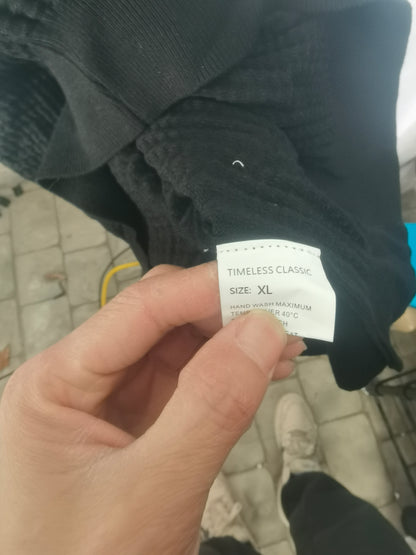 TIMELESS CLASSIC
SIZE: XL
HAND WASH MAXIMUM
40°C